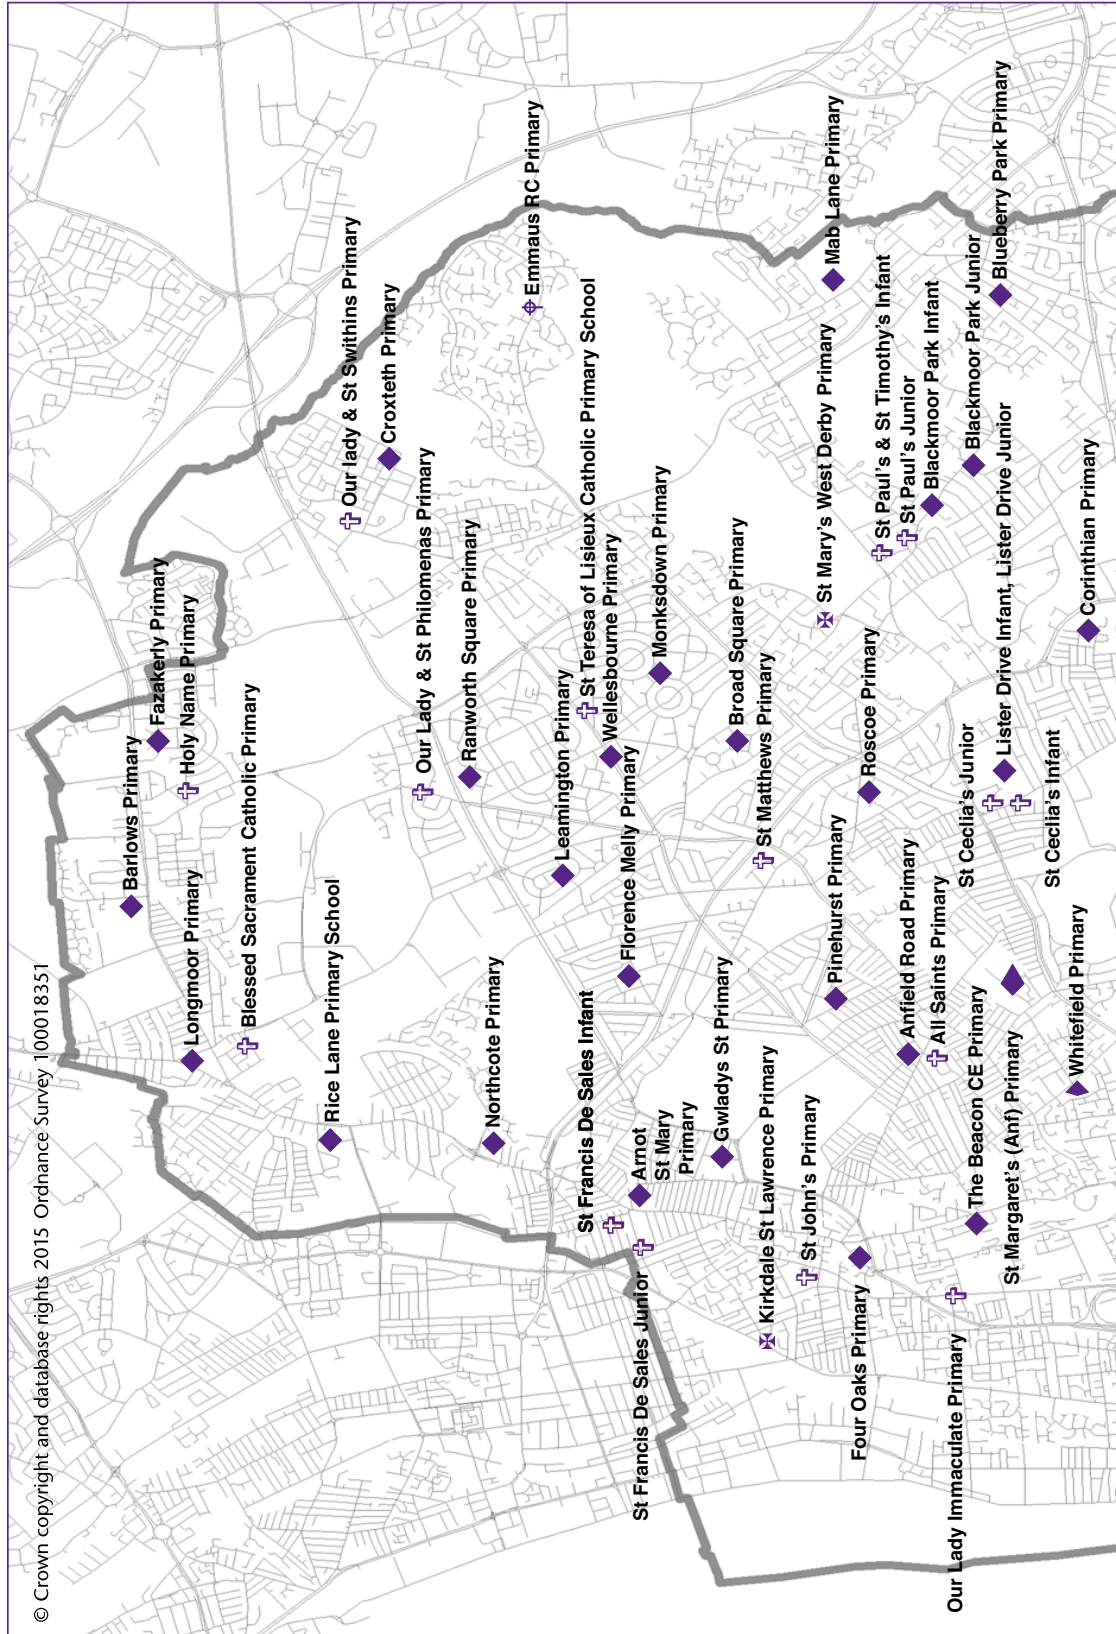 © Crown copyright and database rights 2015 Ordnance Survey 100018351
Barlows Primary
Fazakerly Primary
Longmoor Primary
Holy Name Primary
Blessed Sacrament Catholic Primary
Rice Lane Primary School
Our lady & St Swithins Primary
Croxteth Primary
Our Lady & St Philomenas Primary
Ranworth Square Primary
Northcote Primary
Emmaus RC Primary
Leamington Primary
St Teresa of Lisieux Catholic Primary School
Wellesbourne Primary
St Francis De Sales Infant
Florence Melly Primary
St Francis De Sales Junior
Arnot
St Mary
Primary
Monksdown Primary
Gwladys St Primary
Broad Square Primary
St Matthews Primary
Kirkdale St Lawrence Primary
St John's Primary
Mab Lane Primary
St Mary's West Derby Primary
Pinehurst Primary
Roscoe Primary
Four Oaks Primary
St Paul's & St Timothy's Infant
St Paul's Junior
Blackmoor Park Infant
Anfield Road Primary
All Saints Primary
Our Lady Immaculate Primary
The Beacon CE Primary
Blackmoor Park Junior
Blueberry Park Primary
St Ceclia's Junior
Lister Drive Infant, Lister Drive Junior
St Margaret's (Anf) Primary
St Ceclia's Infant
Whitefield Primary
Corinthian Primary